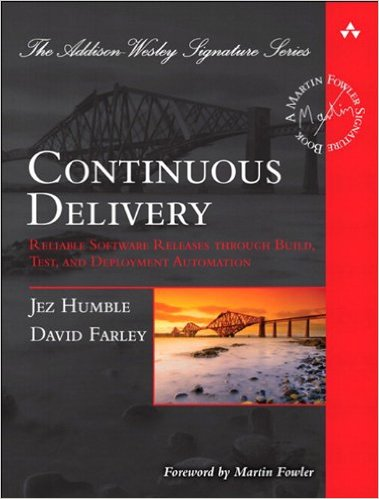 The Addison-Wesley Signature Series
A MARTIN FOWLER SIGNATURE BOOK
Martin
CONTINUOUS
DELIVERY
RELIABLE SOFTWARE RELEASES THROUGH BUILD,
TEST, AND DEPLOYMENT AUTOMATION
JEZ HUMBLE
DAVID FARLEY
Foreword by Martin Fowler